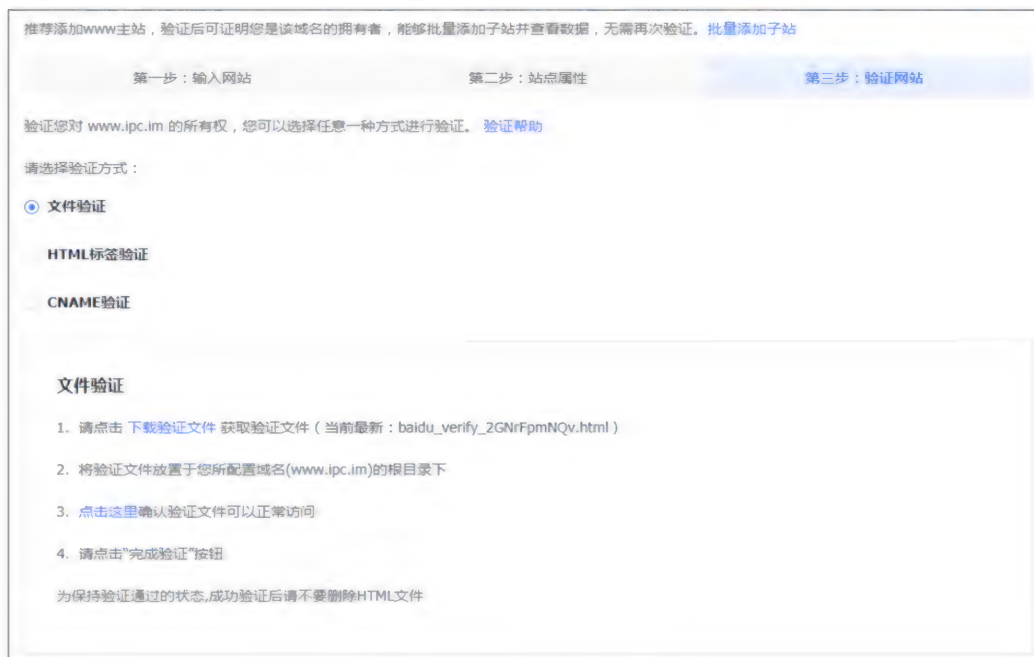 推荐添加www主站，验证后可证明您是该域名的拥有者，能够批量添加子站并查看数据，无需再次验证。批量添加子站
第一步：输入网站 第二步：站点属性 第三步：验证网站
验证您对 www.ipc.im 的所有权，您可以选择任意一种方式进行验证。 验证帮助
请选择验证方式：
文件验证
HTML标签验证
CNAME验证
文件验证
1. 请点击 下载验证文件 获取验证文件（当前最新：baidu_verify_2GNrFpmNQv.html）
2. 将验证文件放置于您所配置域名(www.ipc.im)的根目录下
3. 点击这里确认验证文件可以正常访问
4. 请点击“完成验证”按钮
为保持验证通过的状态,成功验证后请不要删除HTML文件